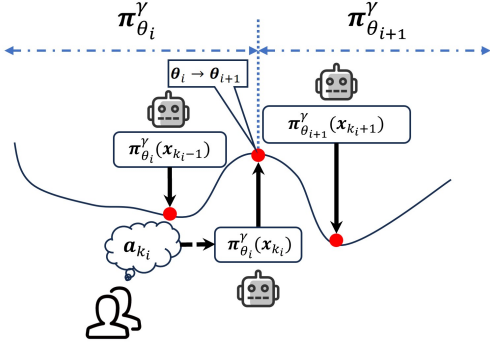 π^γ_{θ_i}
π^γ_{θ_{i+1}}
θ_i → θ_{i+1}
π^γ_{θ_i}(x_{k_i−1})
π^γ_{θ_{i+1}}(x_{k_i+1})
a_{k_i}
π^γ_{θ_i}(x_{k_i})